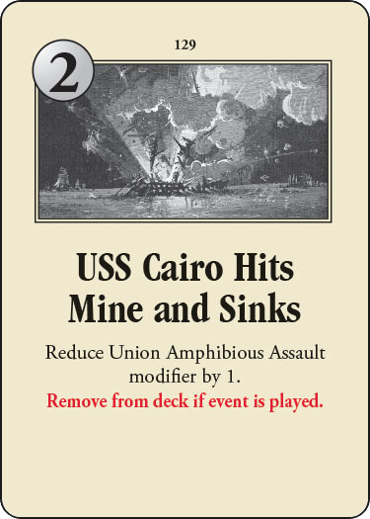 129
2
USS Cairo Hits
Mine and Sinks
Reduce Union Amphibious Assault
modifier by 1.
Remove from deck if event is played.